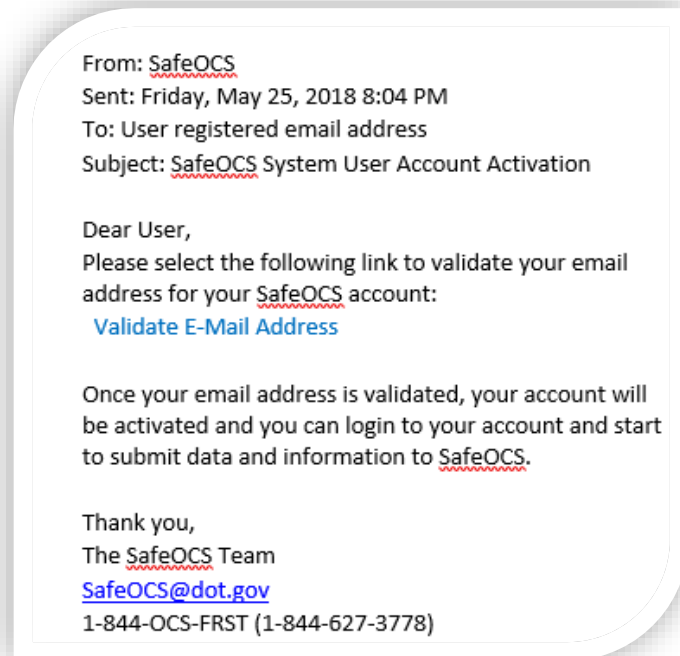 From: SafeOCS
Sent: Friday, May 25, 2018 8:04 PM
To: User registered email address
Subject: SafeOCS System User Account Activation
Dear User,
Please select the following link to validate your email
address for your SafeOCS account:
Validate E-Mail Address
Once your email address is validated, your account will
be activated and you can login to your account and start
to submit data and information to SafeOCS.
Thank you,
The SafeOCS Team
SafeOCS@dot.gov
1-844-OCS-FRST (1-844-627-3778)